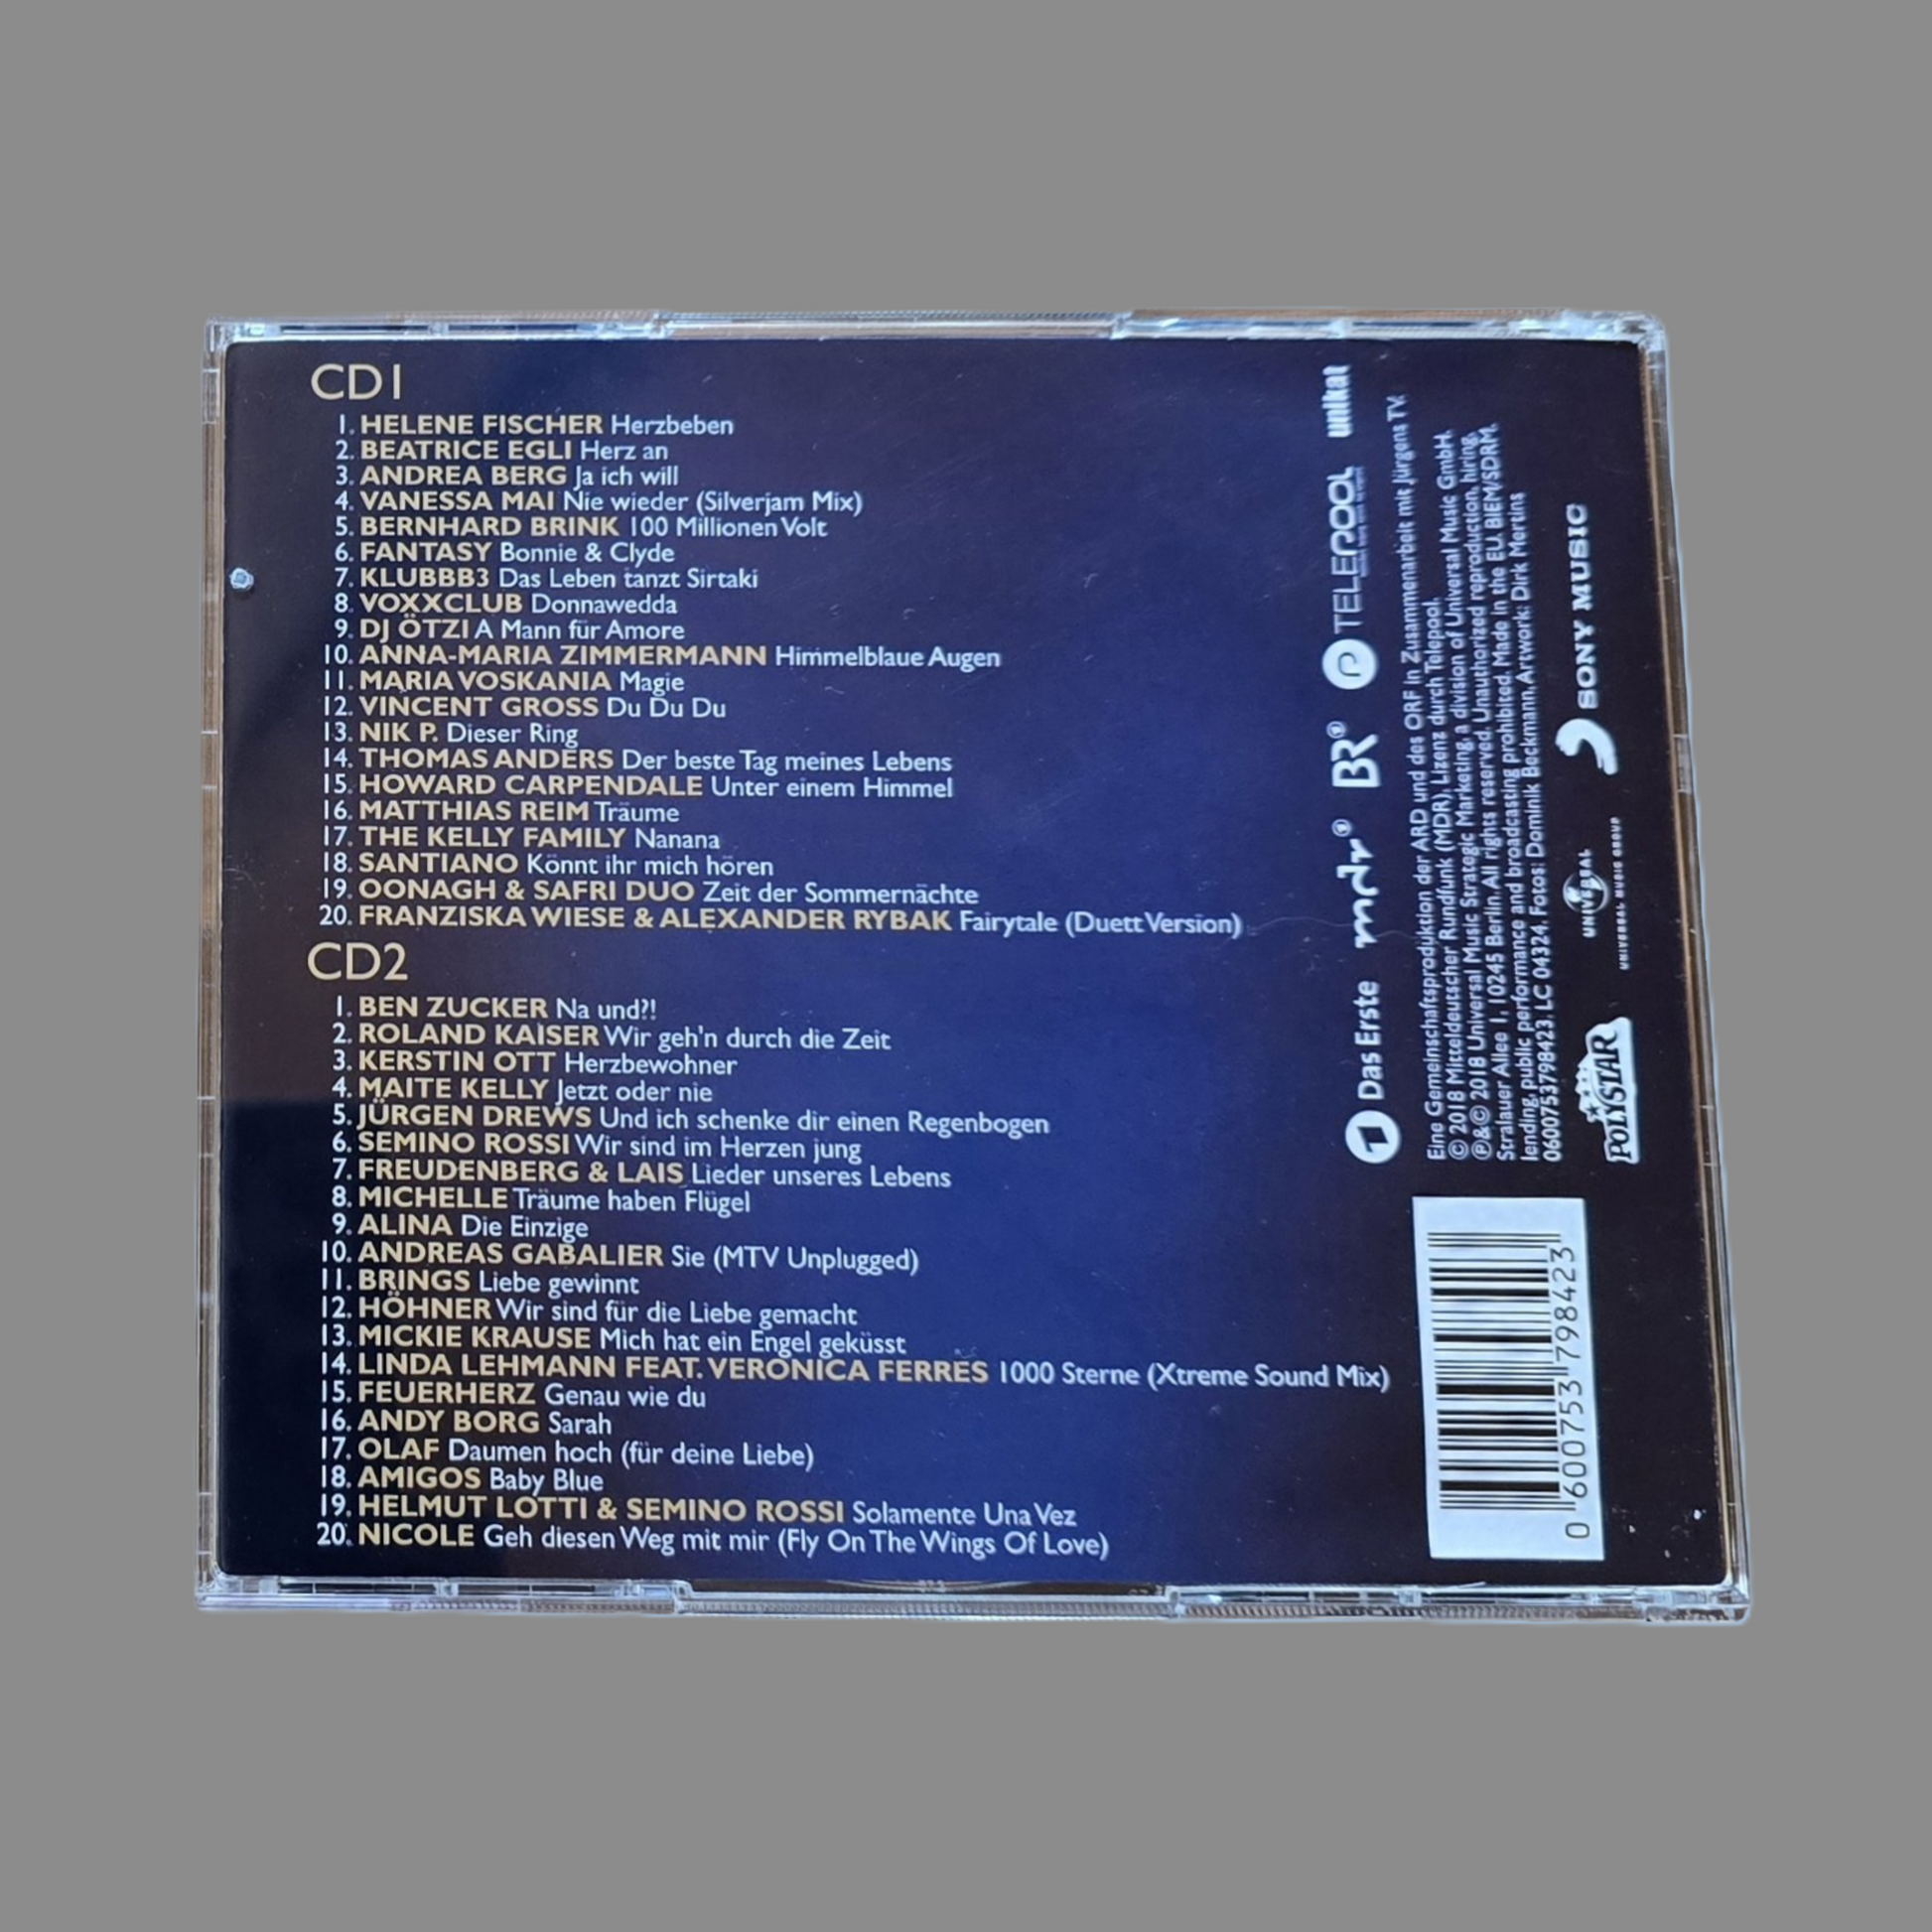 CD1
1. HELENE FISCHER Herzbeben
2. BEATRICE EGLI Herz an
3. ANDREA BERG Ja ich will
4. VANESSA MAI Nie wieder (Silverjam Mix)
5. BERNHARD BRINK 100 Millionen Volt
6. FANTASY Bonnie & Clyde
7. KLUBBB3 Das Leben tanzt Sirtaki
8. VOXXCLUB Donnawedda
9. DJ ÖTZI A Mann für Amore
10. ANNA-MARIA ZIMMERMANN Himmelblaue Augen
11. MARIA VOSKANIA Magie
12. VINCENT GROSS Du Du Du
13. NIK P. Dieser Ring
14. THOMAS ANDERS Der beste Tag meines Lebens
15. HOWARD CARPENDALE Unter einem Himmel
16. MATTHIAS REIM Träume
17. THE KELLY FAMILY Nanana
18. SANTIANO Könnt ihr mich hören
19. OONAGH & SAFRI DUO Zeit der Sommernächte
20. FRANZISKA WIESE & ALEXANDER RYBAK Fairytale (Duett Version)
CD2
1. BEN ZUCKER Na und?!
2. ROLAND KAISER Wir geh'n durch die Zeit
3. KERSTIN OTT Herzbewohner
4. MAITE KELLY Jetzt oder nie
5. JÜRGEN DREWS Und ich schenke dir einen Regenbogen
6. SEMINO ROSSI Wir sind im Herzen jung
7. FREUDENBERG & LAIS Lieder unseres Lebens
8. MICHELLE Träume haben Flügel
9. ALINA Die Einzige
10. ANDREAS GABALIER Sie (MTV Unplugged)
11. BRINGS Liebe gewinnt
12. HÖHNER Wir sind für die Liebe gemacht
13. MICKIE KRAUSE Mich hat ein Engel geküsst
14. LINDA LEHMANN FEAT. VERONICA FERRES 1000 Sterne (Xtreme Sound Mix)
15. FEUERHERZ Genau wie du
16. ANDY BORG Sarah
17. OLAF Daumen hoch (für deine Liebe)
18. AMIGOS Baby Blue
19. HELMUT LOTTI & SEMINO ROSSI Solamente Una Vez
20. NICOLE Geh diesen Weg mit mir (Fly On The Wings Of Love)
Das Erste mdr BR TELEPOOL unikat
Eine Gemeinschaftsproduktion der ARD und des ORF in Zusammenarbeit mit Jürgens TV.
© 2018 Mitteldeutscher Rundfunk (MDR), Lizenz durch Telepool.
℗&© 2018 Universal Music Strategic Marketing, a division of Universal Music GmbH.
Stralauer Allee 1, 10245 Berlin. All rights reserved. Unauthorized reproduction, hiring,
lending, public performance and broadcasting prohibited. Made in the EU. BIEM/SDRM.
06007537984​23. LC 04324. Fotos: Dominik Beckmann, Artwork: Dirk Mertins
POLYSTAR UNIVERSAL SONY MUSIC
UNIVERSAL MUSIC GROUP
0 600753 798423